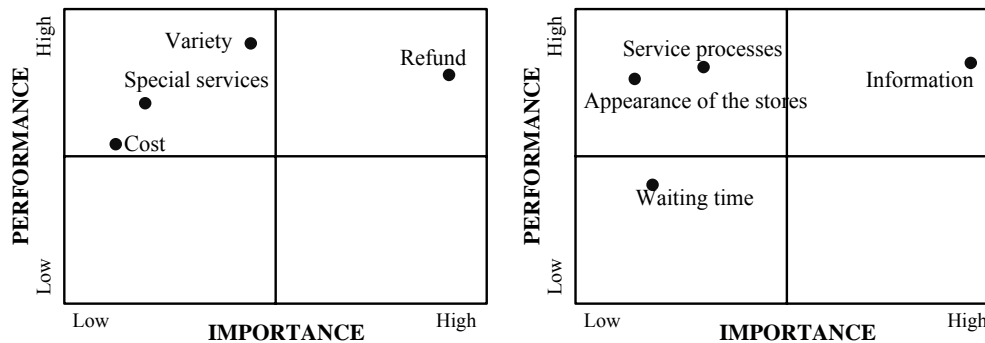 High
PERFORMANCE
Low
Variety
Refund
Special services
Cost
Low
IMPORTANCE
High
High
PERFORMANCE
Low
Service processes
Information
Appearance of the stores
Waiting time
Low
IMPORTANCE
High